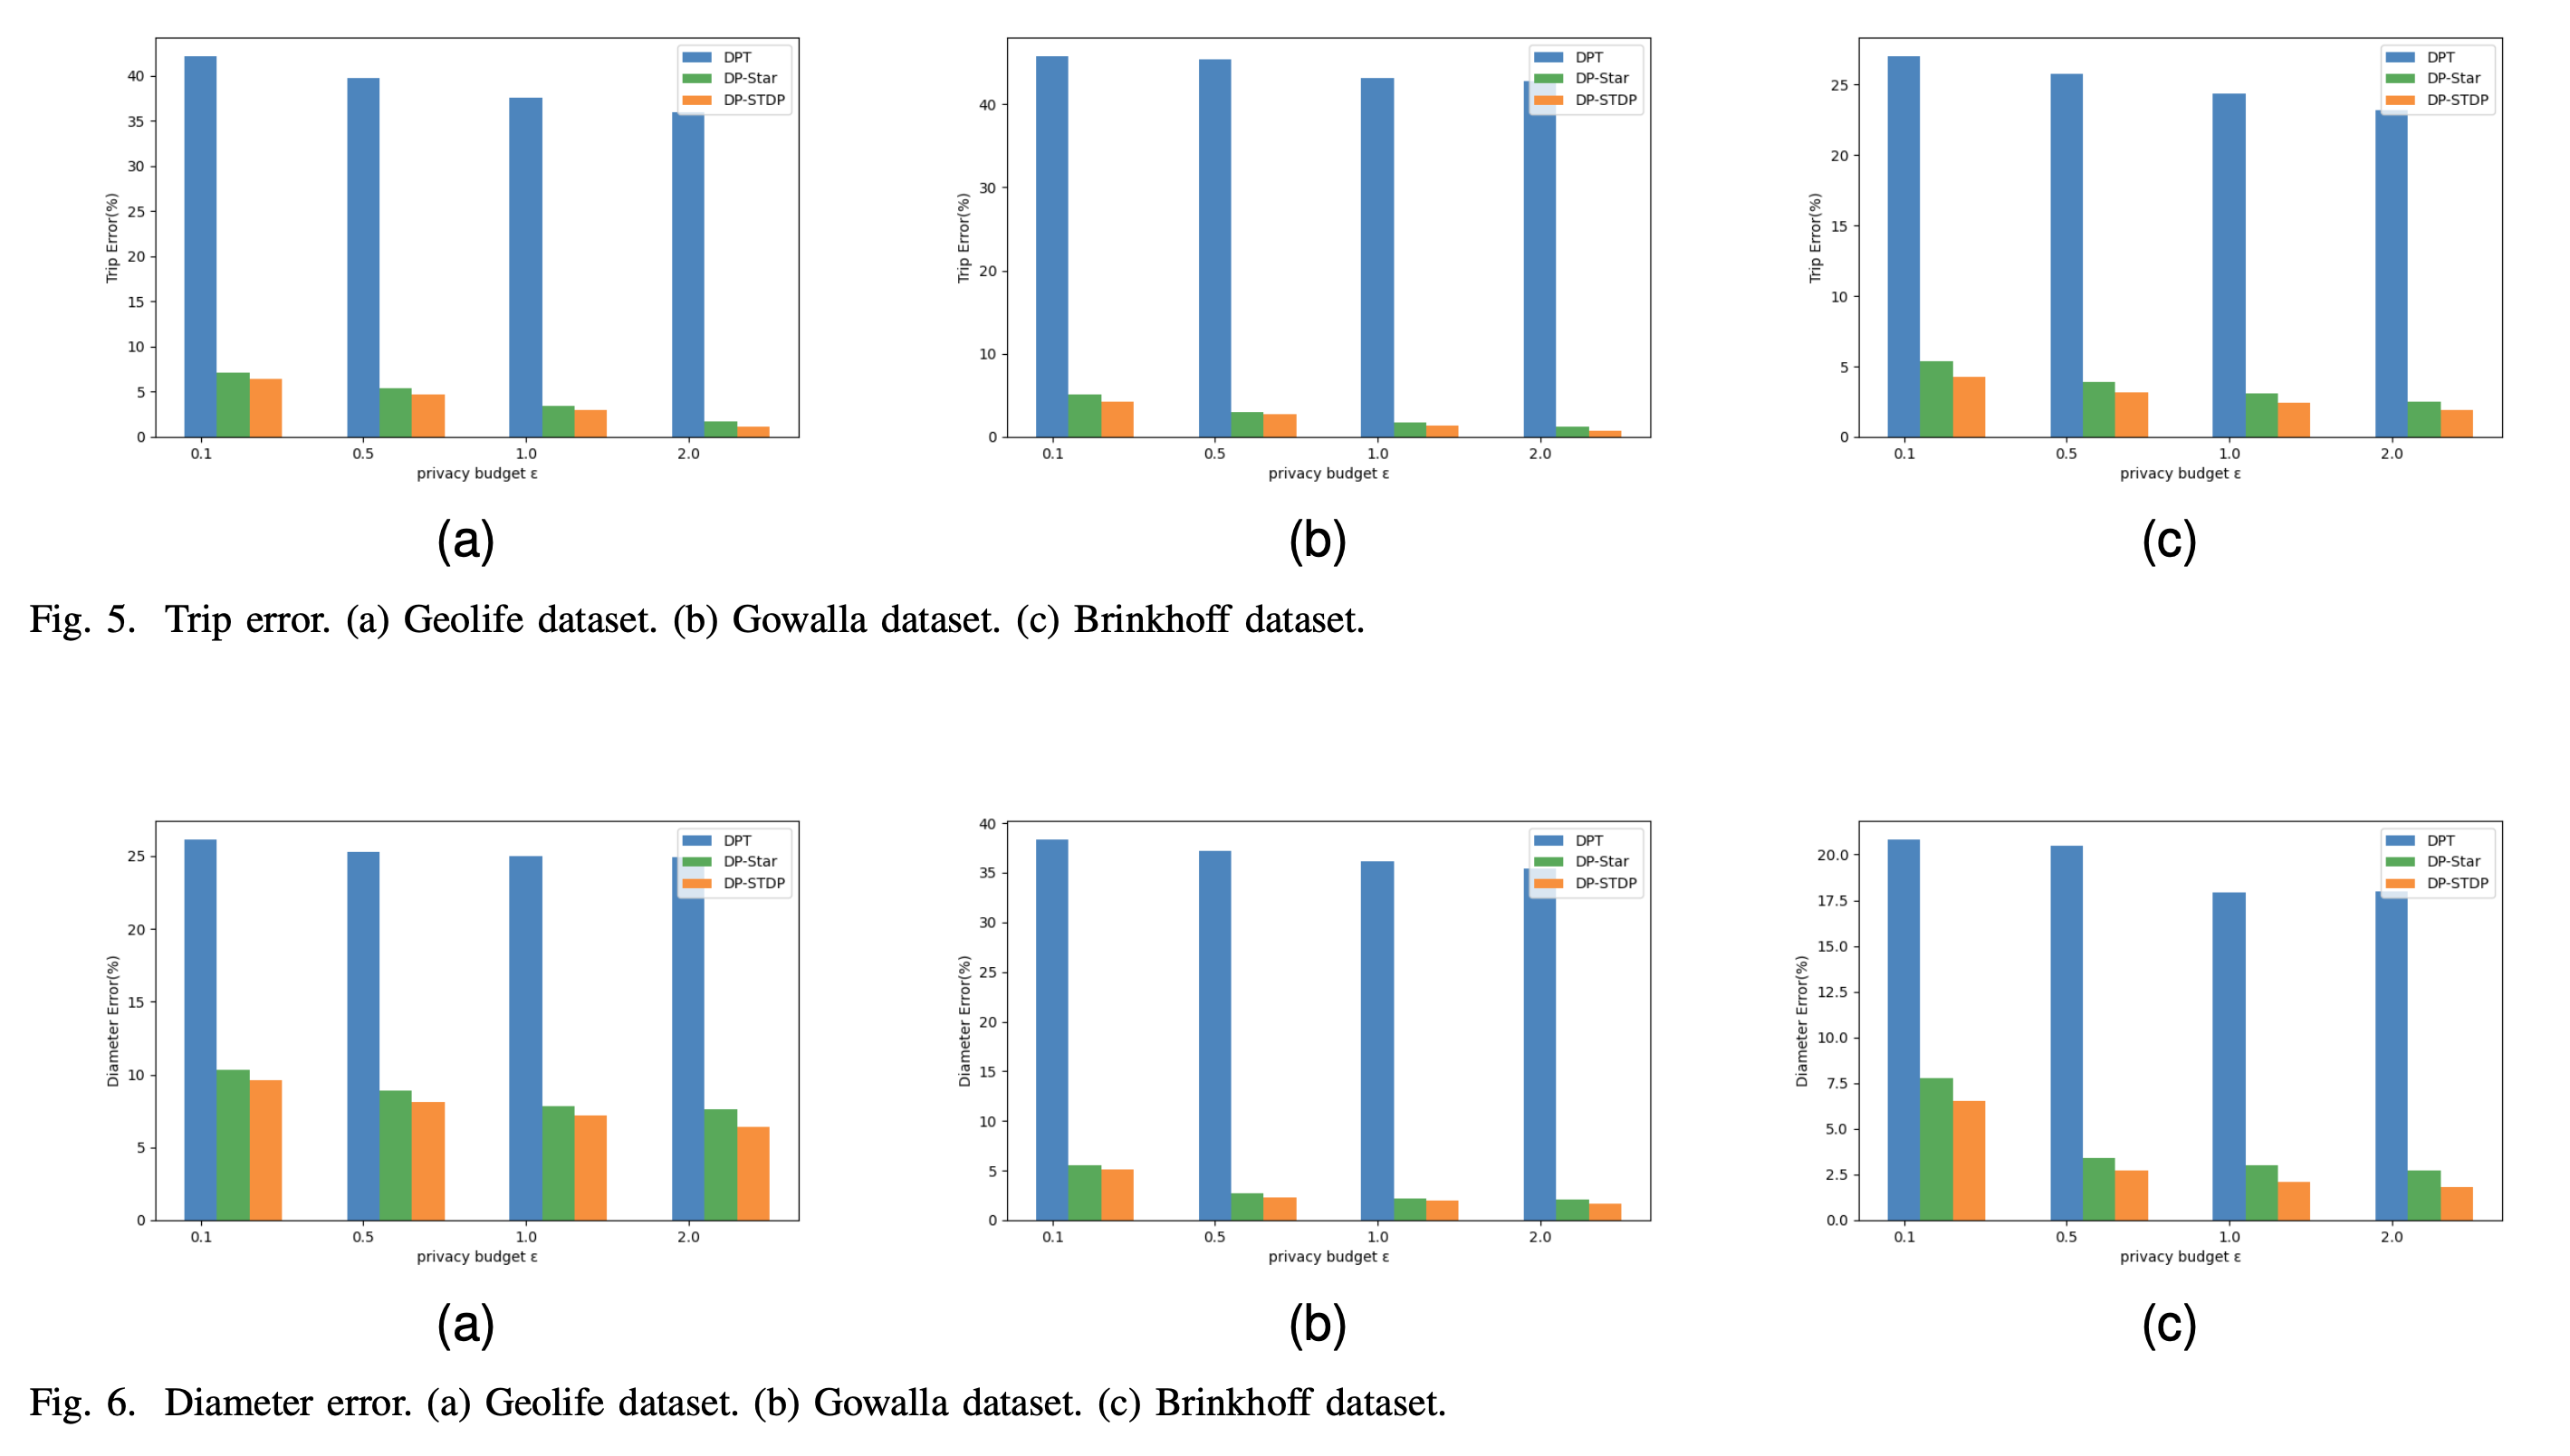 DPT
DP-Star
DP-STDP
40
35
30
25
20
15
10
5
0
Trip Error(%)
0.1 0.5 1.0 2.0
privacy budget ε
(a)
DPT
DP-Star
DP-STDP
40
30
20
10
0
Trip Error(%)
0.1 0.5 1.0 2.0
privacy budget ε
(b)
DPT
DP-Star
DP-STDP
25
20
15
10
5
0
Trip Error(%)
0.1 0.5 1.0 2.0
privacy budget ε
(c)
Fig. 5. Trip error. (a) Geolife dataset. (b) Gowalla dataset. (c) Brinkhoff dataset.
DPT
DP-Star
DP-STDP
25
20
15
10
5
0
Diameter Error(%)
0.1 0.5 1.0 2.0
privacy budget ε
(a)
DPT
DP-Star
DP-STDP
40
35
30
25
20
15
10
5
0
Diameter Error(%)
0.1 0.5 1.0 2.0
privacy budget ε
(b)
DPT
DP-Star
DP-STDP
20.0
17.5
15.0
12.5
10.0
7.5
5.0
2.5
0.0
Diameter Error(%)
0.1 0.5 1.0 2.0
privacy budget ε
(c)
Fig. 6. Diameter error. (a) Geolife dataset. (b) Gowalla dataset. (c) Brinkhoff dataset.